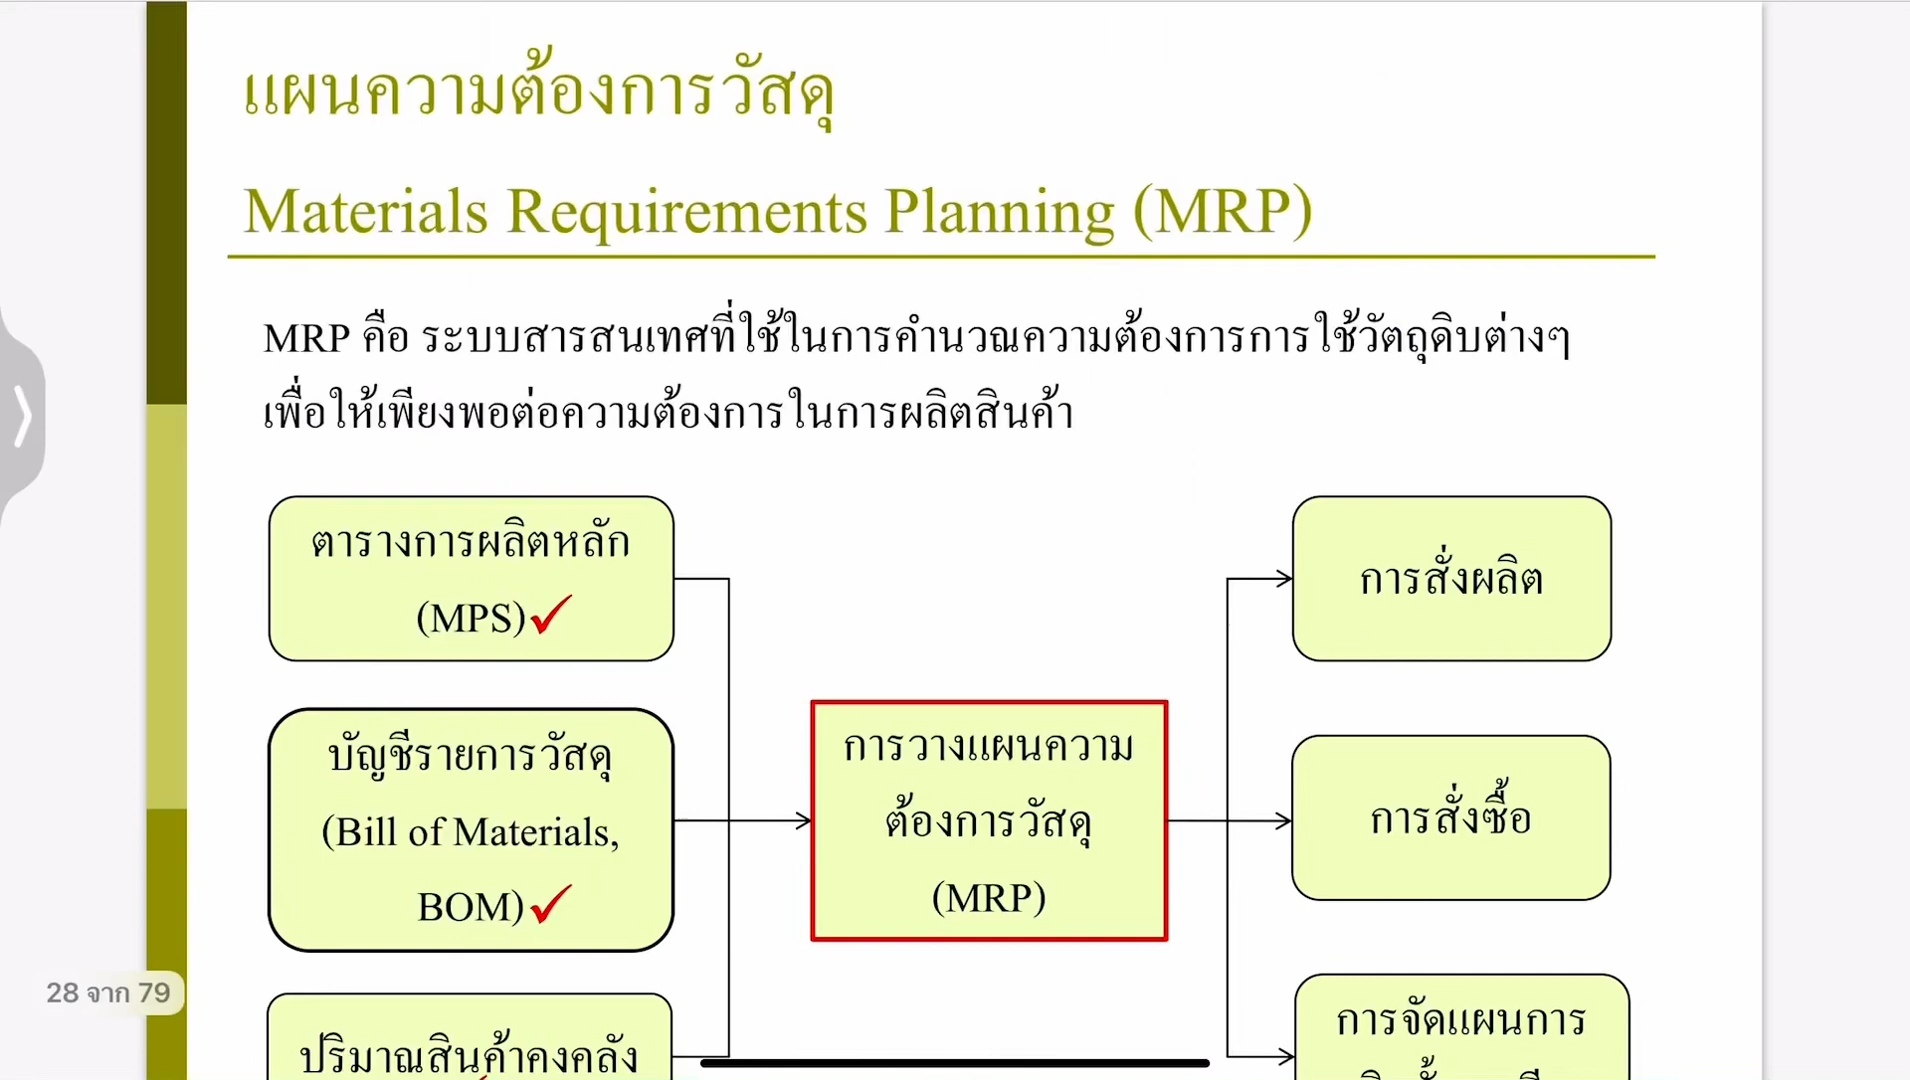 แผนความต้องการวัสดุ
Materials Requirements Planning (MRP)
MRP คือ ระบบสารสนเทศที่ใช้ในการคำนวณความต้องการการใช้วัตถุดิบต่างๆ
เพื่อให้เพียงพอต่อความต้องการในการผลิตสินค้า
ตารางการผลิตหลัก
(MPS)
บัญชีรายการวัสดุ
(Bill of Materials,
BOM)
ปริมาณสินค้าคงคลัง
การวางแผนความ
ต้องการวัสดุ
(MRP)
การสั่งผลิต
การสั่งซื้อ
การจัดแผนการ
28 จาก 79